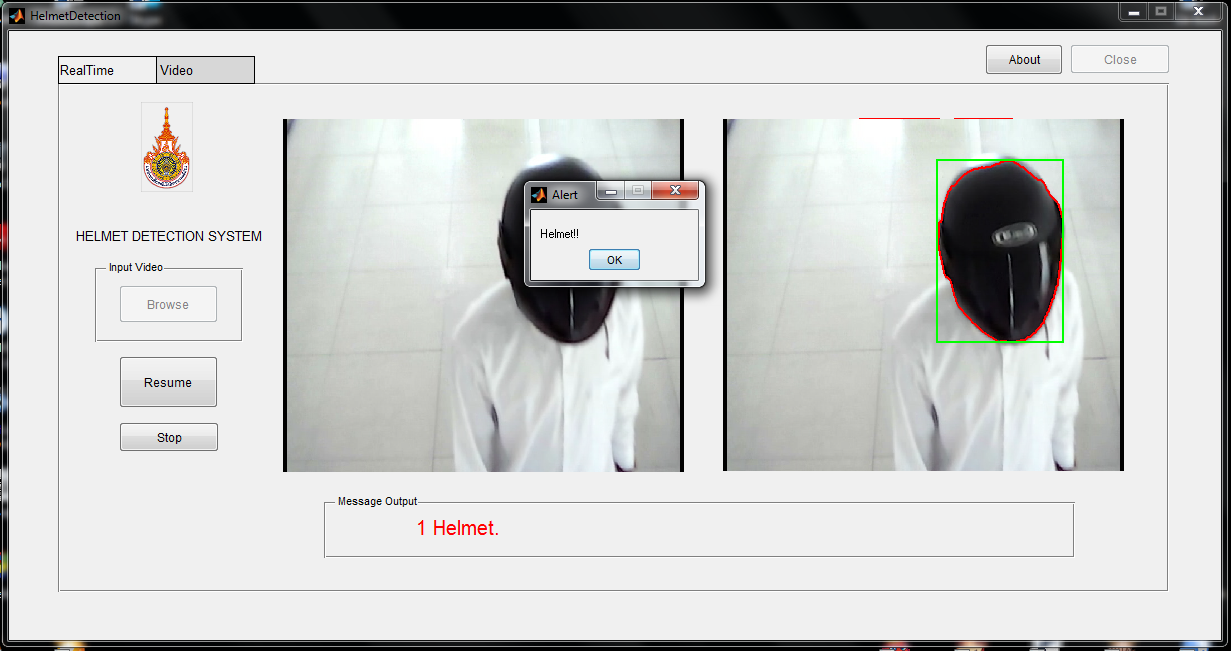 HelmetDetection
About
Close
RealTime
Video
HELMET DETECTION SYSTEM
Input Video
Browse
Resume
Stop
Alert
Helmet!!
OK
Message Output
1 Helmet.